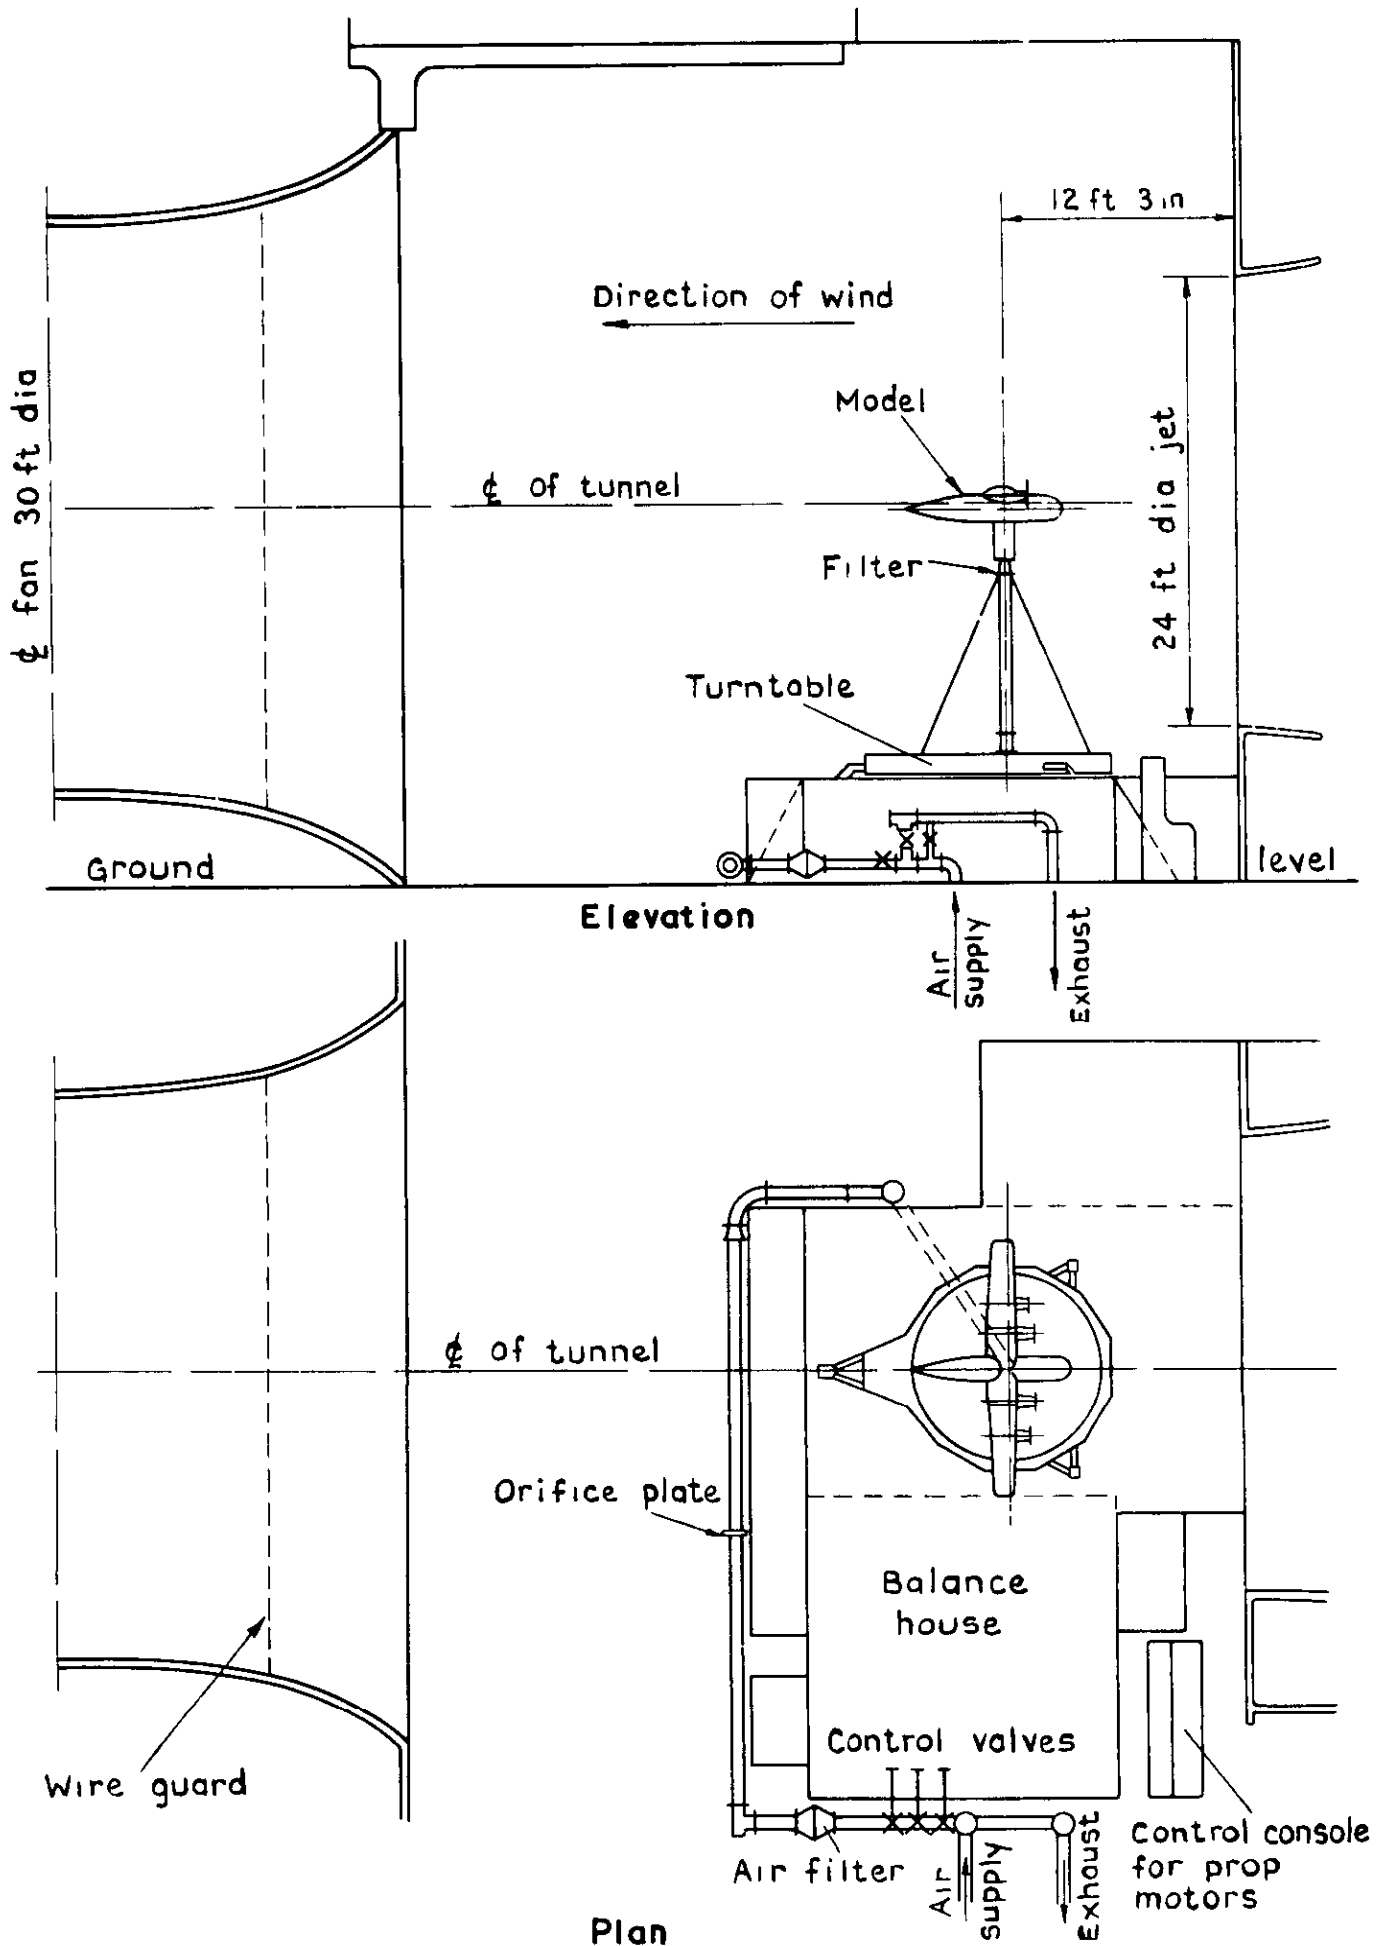 12 ft 3 in
Direction of wind
Model
℄ fan 30 ft dia
℄ Of tunnel
24 ft dia jet
Filter
Turntable
Ground
level
Elevation
Air
supply
Exhaust
℄ Of tunnel
Orifice plate
Balance
house
Control valves
Wire guard
Air filter
Air
supply
Exhaust
Control console
for prop
motors
Plan